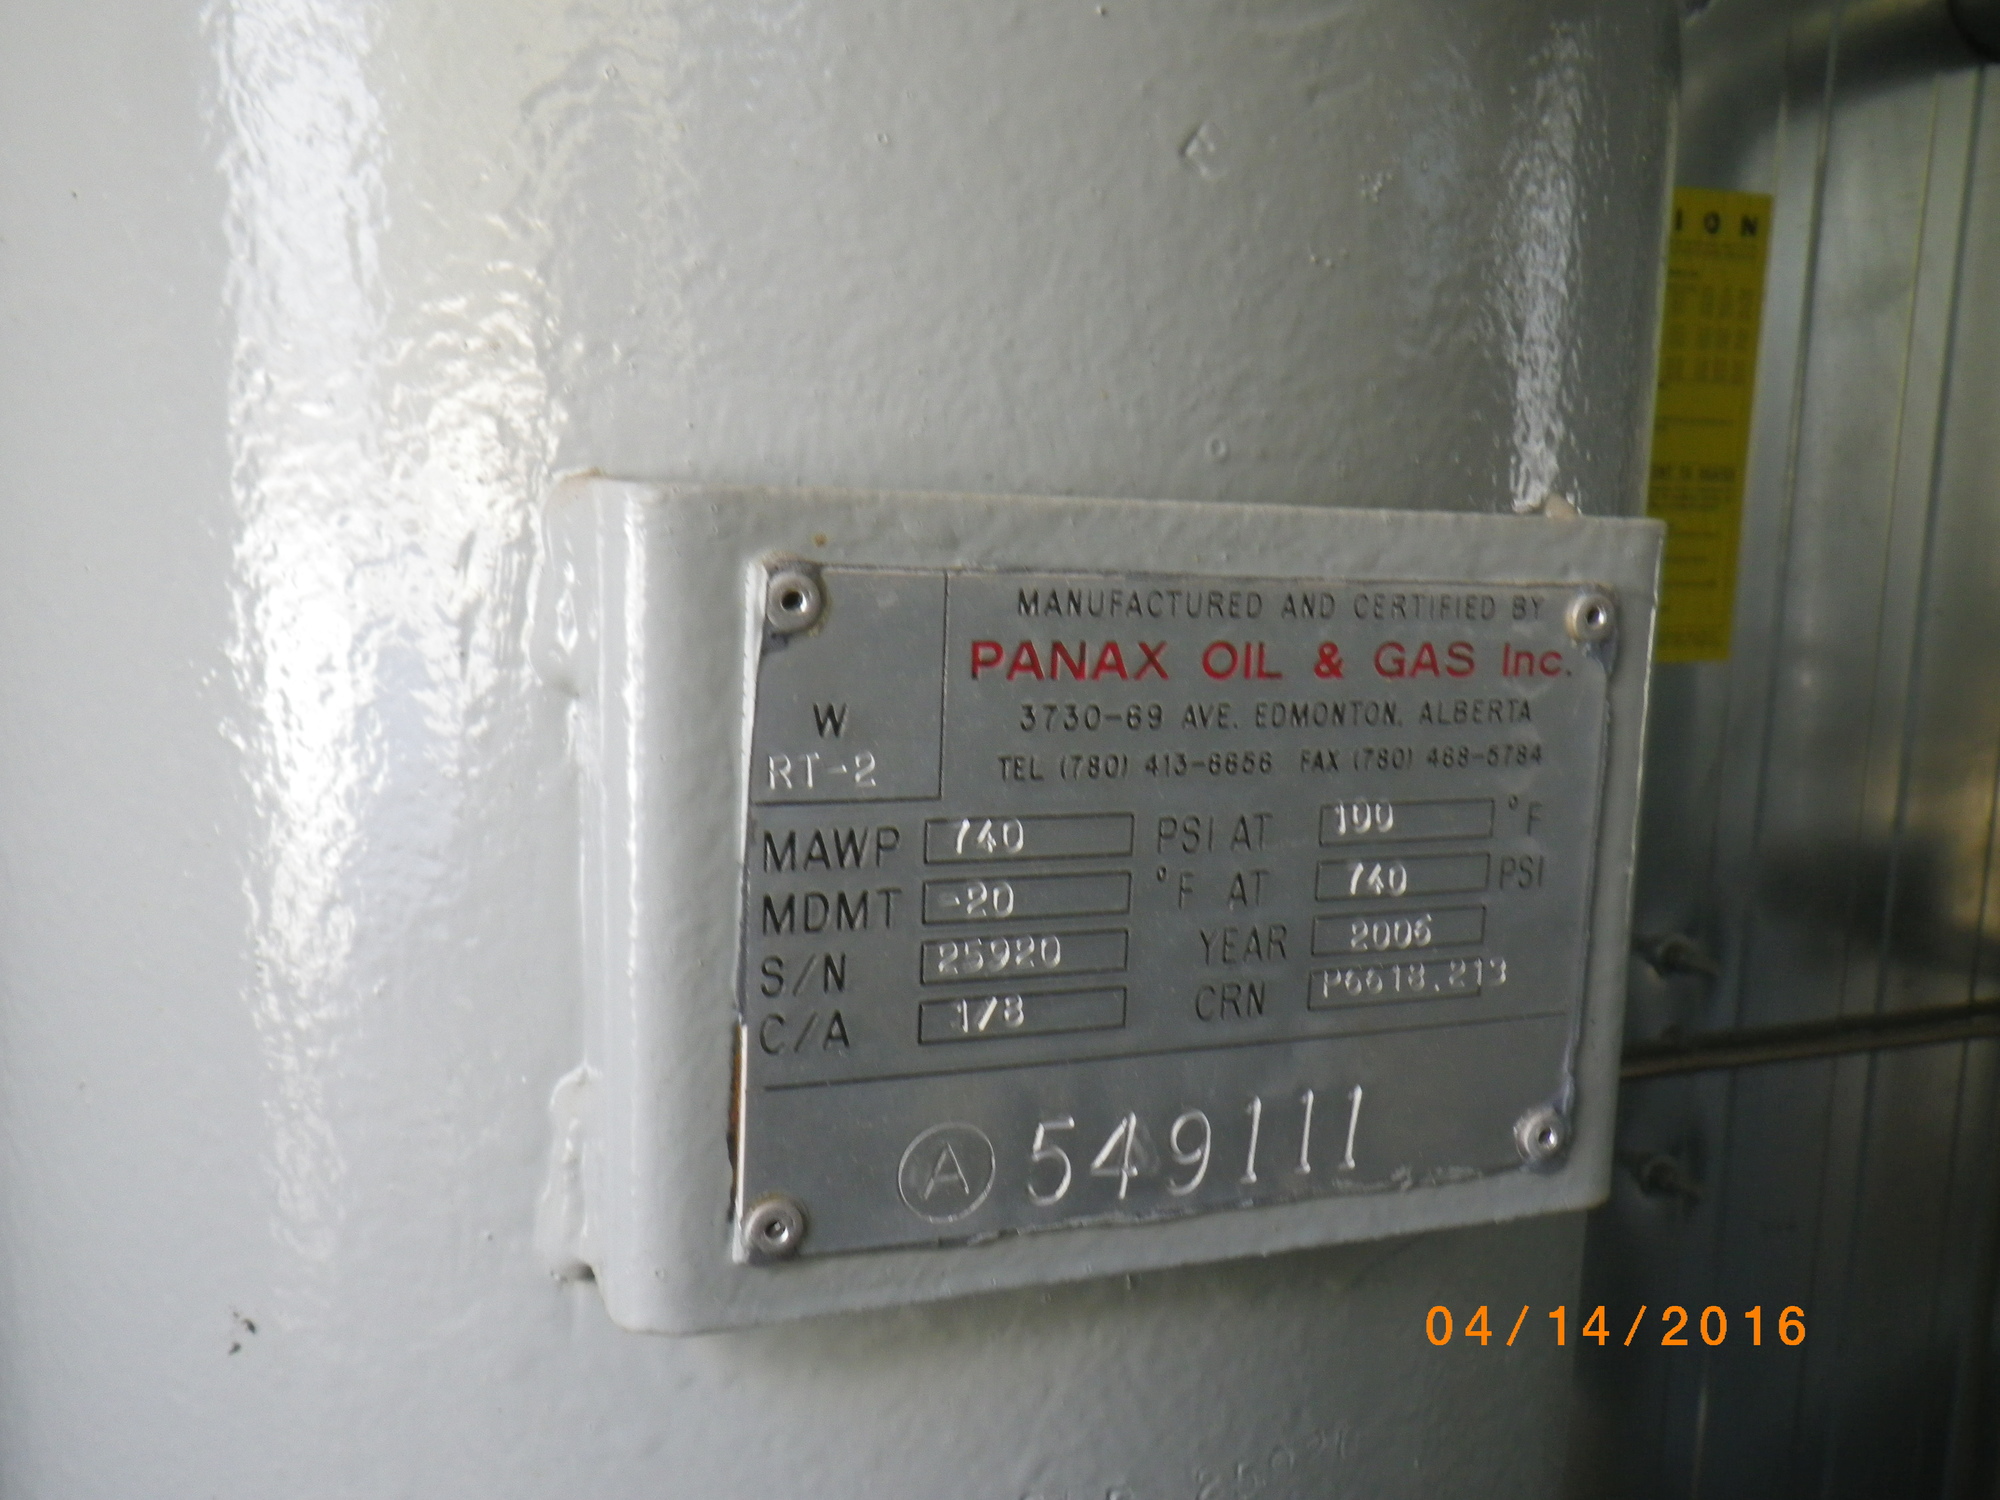 I O N
MANUFACTURED AND CERTIFIED BY
PANAX OIL & GAS Inc.
3730-69 AVE. EDMONTON, ALBERTA
TEL (780) 413-6656 FAX (780) 468-5784
W
RT-2
MAWP 740 PSI AT 100 °F
MDMT -20 °F AT 740 PSI
S/N 25920 YEAR 2006
C/A 1/8 CRN P6618.213
A 549111
04/14/2016